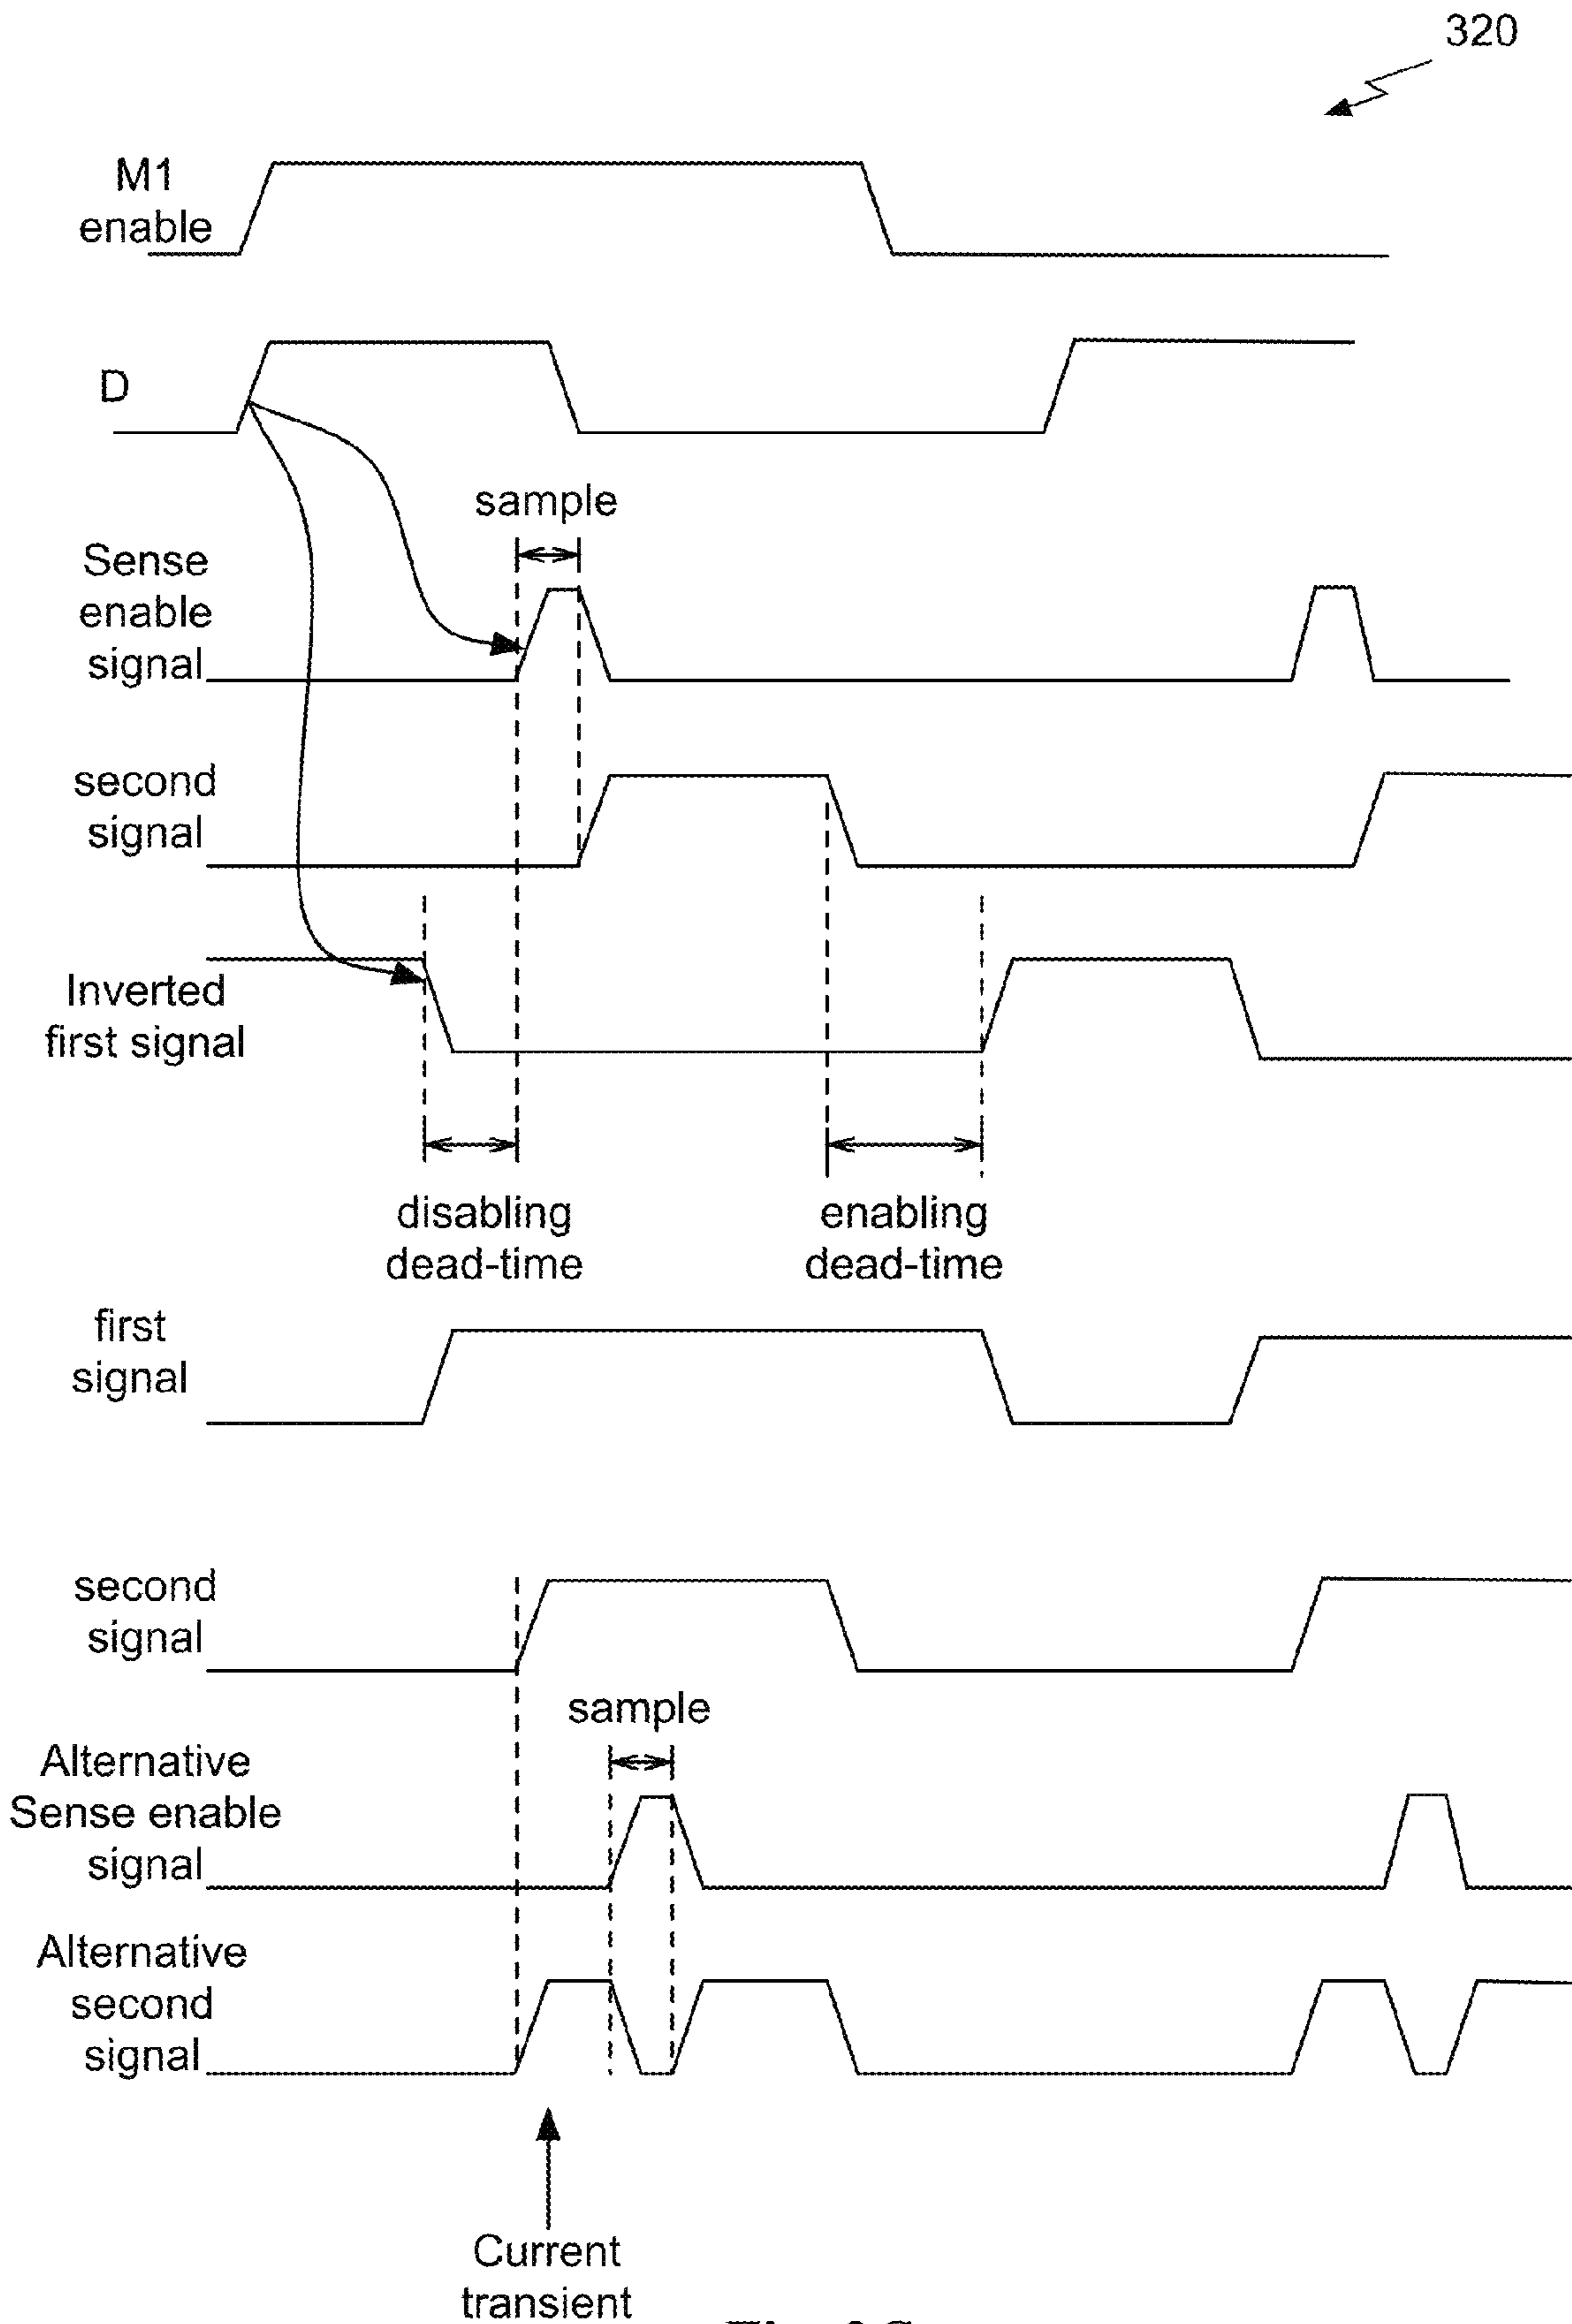 320
M1
enable
D
sample
Sense
enable
signal
second
signal
Inverted
first signal
disabling
dead-time
enabling
dead-time
first
signal
second
signal
sample
Alternative
Sense enable
signal
Alternative
second
signal
Current
transient